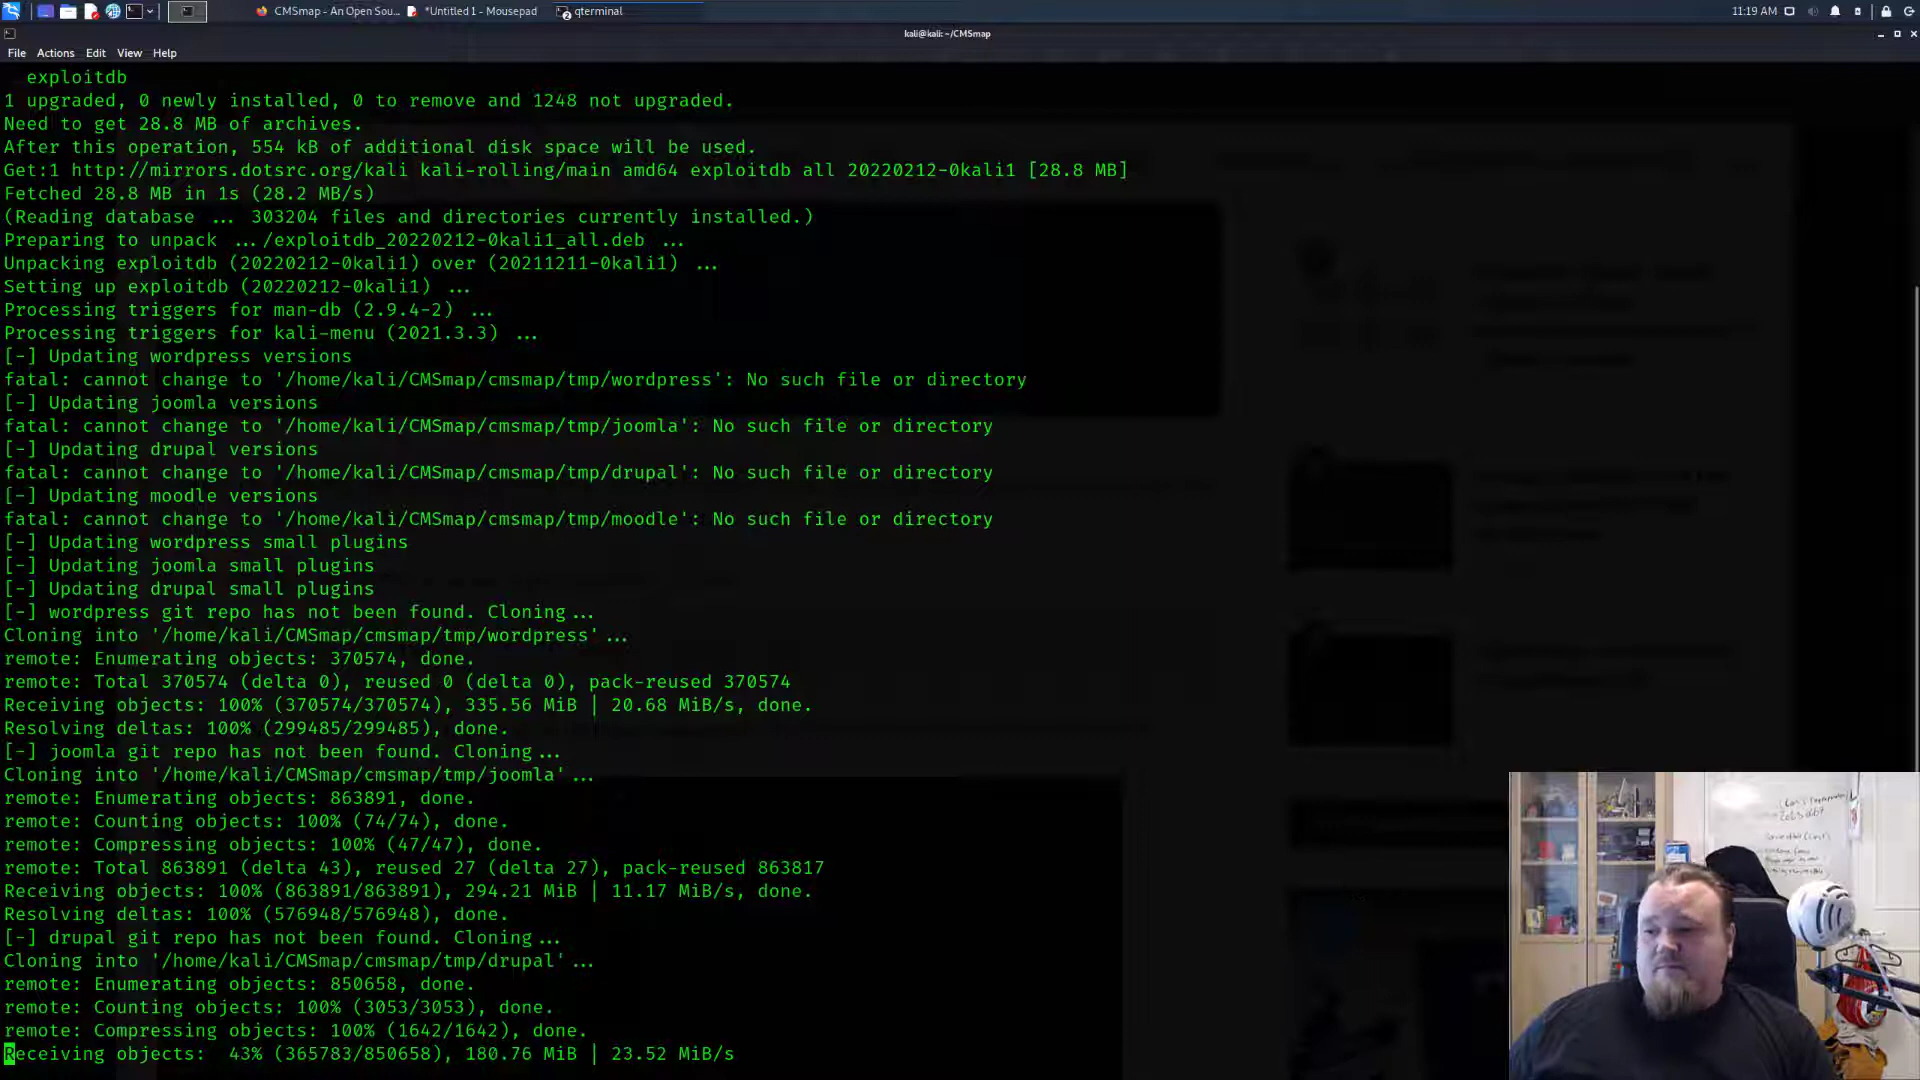 CMSmap - An Open Sou...
*Untitled 1 - Mousepad
qterminal
11:19 AM
kali@kali: ~/CMSmap
File Actions Edit View Help
exploitdb
1 upgraded, 0 newly installed, 0 to remove and 1248 not upgraded.
Need to get 28.8 MB of archives.
After this operation, 554 kB of additional disk space will be used.
Get:1 http://mirrors.dotsrc.org/kali kali-rolling/main amd64 exploitdb all 20220212-0kali1 [28.8 MB]
Fetched 28.8 MB in 1s (28.2 MB/s)
(Reading database ... 303204 files and directories currently installed.)
Preparing to unpack .../exploitdb_20220212-0kali1_all.deb ...
Unpacking exploitdb (20220212-0kali1) over (20211211-0kali1) ...
Setting up exploitdb (20220212-0kali1) ...
Processing triggers for man-db (2.9.4-2) ...
Processing triggers for kali-menu (2021.3.3) ...
[-] Updating wordpress versions
fatal: cannot change to '/home/kali/CMSmap/cmsmap/tmp/wordpress': No such file or directory
[-] Updating joomla versions
fatal: cannot change to '/home/kali/CMSmap/cmsmap/tmp/joomla': No such file or directory
[-] Updating drupal versions
fatal: cannot change to '/home/kali/CMSmap/cmsmap/tmp/drupal': No such file or directory
[-] Updating moodle versions
fatal: cannot change to '/home/kali/CMSmap/cmsmap/tmp/moodle': No such file or directory
[-] Updating wordpress small plugins
[-] Updating joomla small plugins
[-] Updating drupal small plugins
[-] wordpress git repo has not been found. Cloning...
Cloning into '/home/kali/CMSmap/cmsmap/tmp/wordpress'...
remote: Enumerating objects: 370574, done.
remote: Total 370574 (delta 0), reused 0 (delta 0), pack-reused 370574
Receiving objects: 100% (370574/370574), 335.56 MiB | 20.68 MiB/s, done.
Resolving deltas: 100% (299485/299485), done.
[-] joomla git repo has not been found. Cloning...
Cloning into '/home/kali/CMSmap/cmsmap/tmp/joomla'...
remote: Enumerating objects: 863891, done.
remote: Counting objects: 100% (74/74), done.
remote: Compressing objects: 100% (47/47), done.
remote: Total 863891 (delta 43), reused 27 (delta 27), pack-reused 863817
Receiving objects: 100% (863891/863891), 294.21 MiB | 11.17 MiB/s, done.
Resolving deltas: 100% (576948/576948), done.
[-] drupal git repo has not been found. Cloning...
Cloning into '/home/kali/CMSmap/cmsmap/tmp/drupal'...
remote: Enumerating objects: 850658, done.
remote: Counting objects: 100% (3053/3053), done.
remote: Compressing objects: 100% (1642/1642), done.
Receiving objects: 43% (365783/850658), 180.76 MiB | 23.52 MiB/s